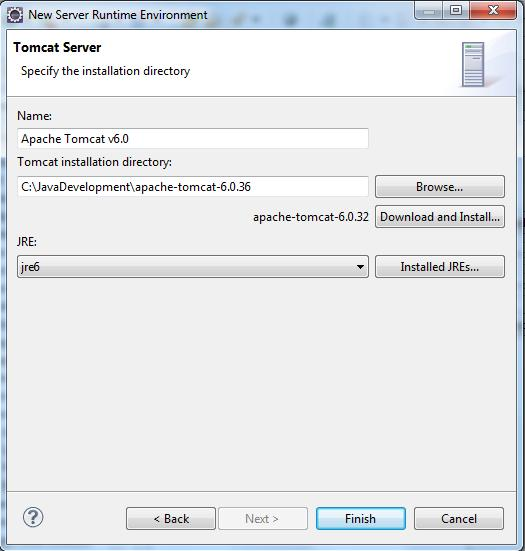 New Server Runtime Environment
Tomcat Server
Specify the installation directory
Name:
Apache Tomcat v6.0
Tomcat installation directory:
C:\JavaDevelopment\apache-tomcat-6.0.36
Browse...
apache-tomcat-6.0.32
Download and Install...
JRE:
jre6
Installed JREs...
?
< Back
Next >
Finish
Cancel